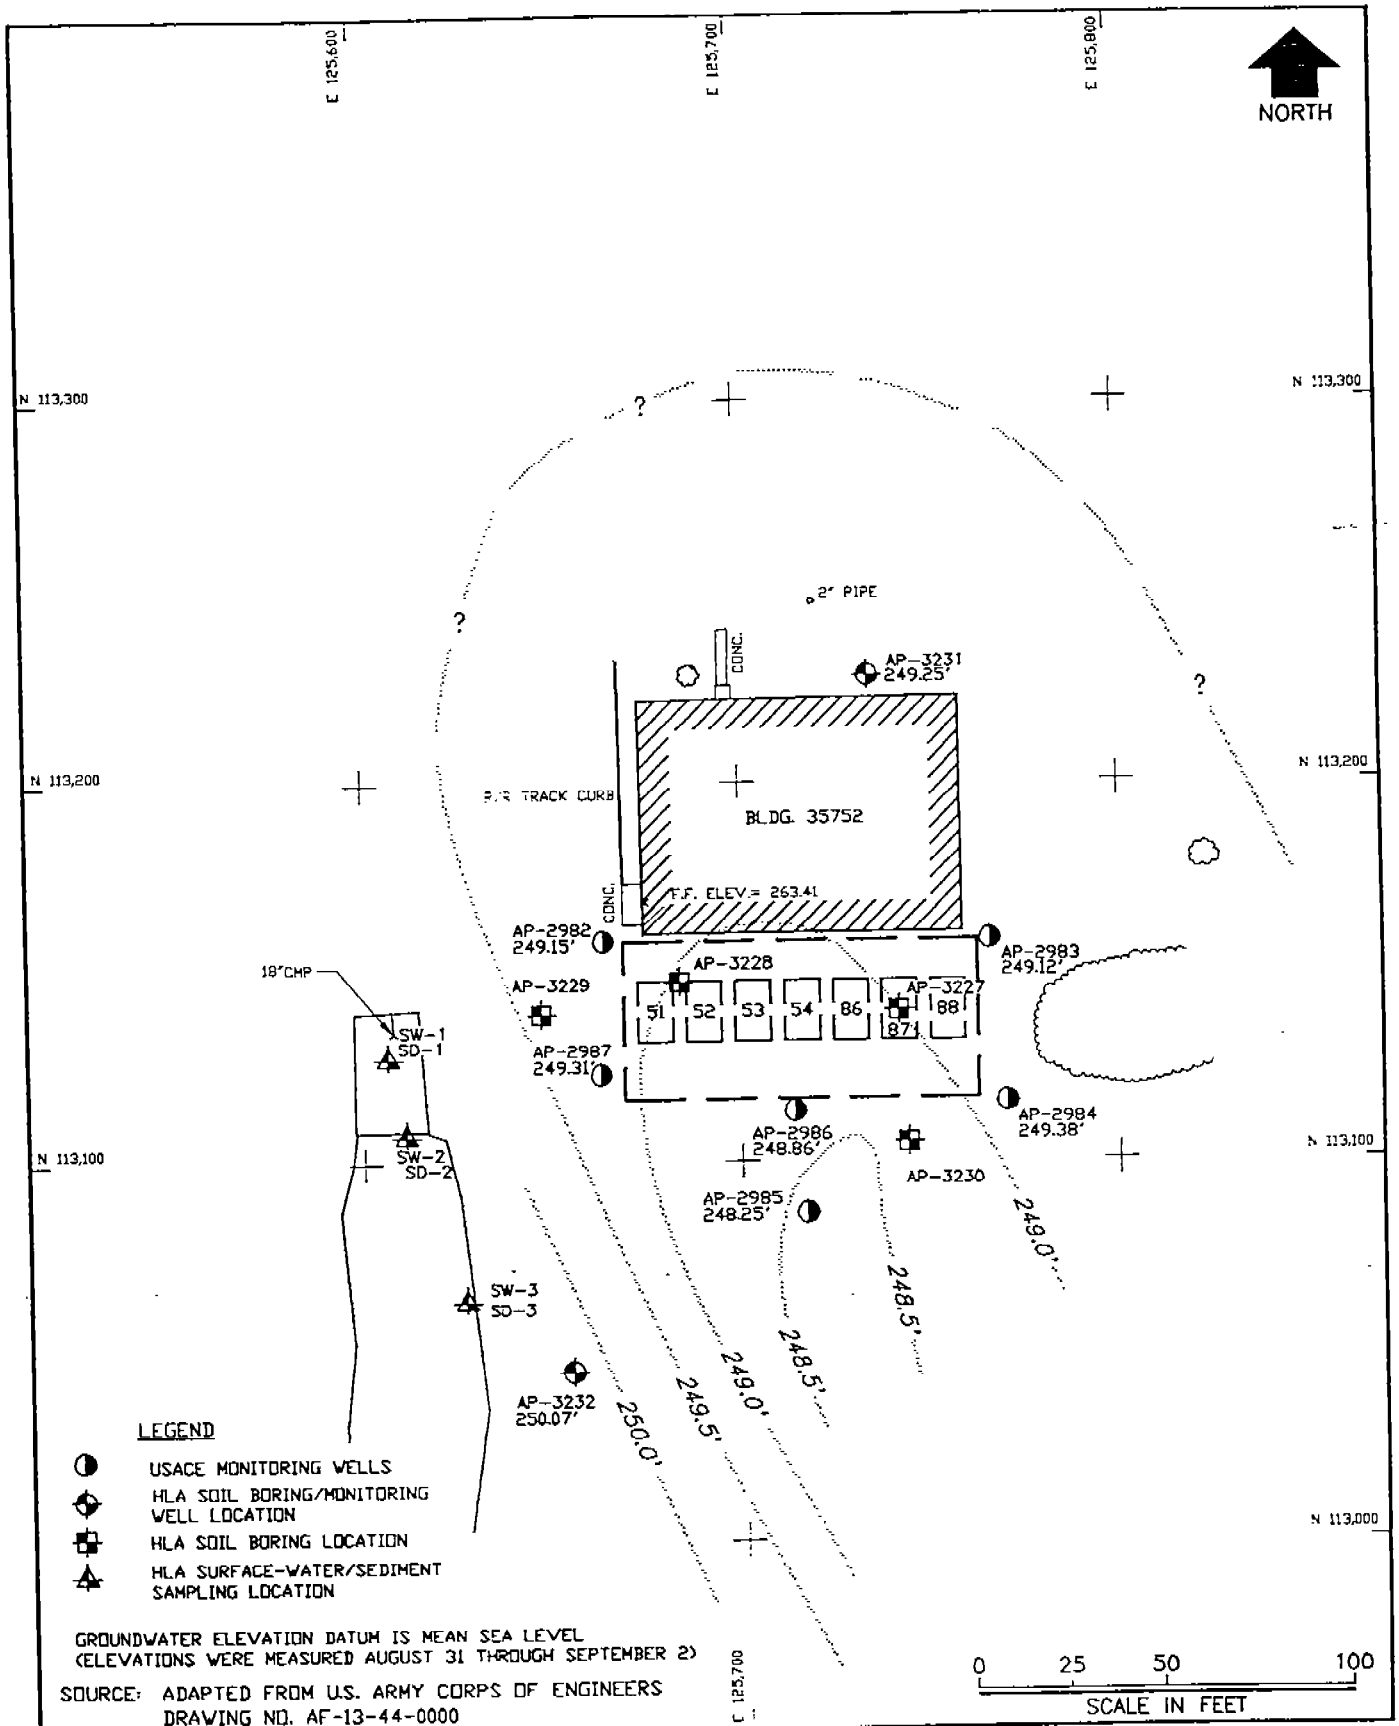 E 125,600
E 125,700
E 125,800
NORTH
N 113,300
N 113,300
?
?
2" PIPE
CONC.
AP-3231
249.25'
?
N 113,200
N 113,200
R/R TRACK CURB
BLDG. 35752
CONC.
F.F. ELEV.= 263.41
AP-2982
249.15'
AP-2983
249.12'
18"CMP
AP-3228
AP-3229
AP-3227
51
52
53
54
86
87
88
SW-1
SD-1
AP-2987
249.31'
AP-2986
248.86'
AP-2984
249.38'
N 113,100
N 113,100
SW-2
SD-2
AP-3230
AP-2985
248.25'
249.0'
SW-3
SD-3
248.5'
248.5'
249.0'
249.5'
250.0'
AP-3232
250.07'
LEGEND
USACE MONITORING WELLS
HLA SOIL BORING/MONITORING
WELL LOCATION
HLA SOIL BORING LOCATION
HLA SURFACE-WATER/SEDIMENT
SAMPLING LOCATION
N 113,000
GROUNDWATER ELEVATION DATUM IS MEAN SEA LEVEL
(ELEVATIONS WERE MEASURED AUGUST 31 THROUGH SEPTEMBER 2)
SOURCE: ADAPTED FROM U.S. ARMY CORPS OF ENGINEERS
DRAWING NO. AF-13-44-0000
E 125,700
0 25 50 100
SCALE IN FEET